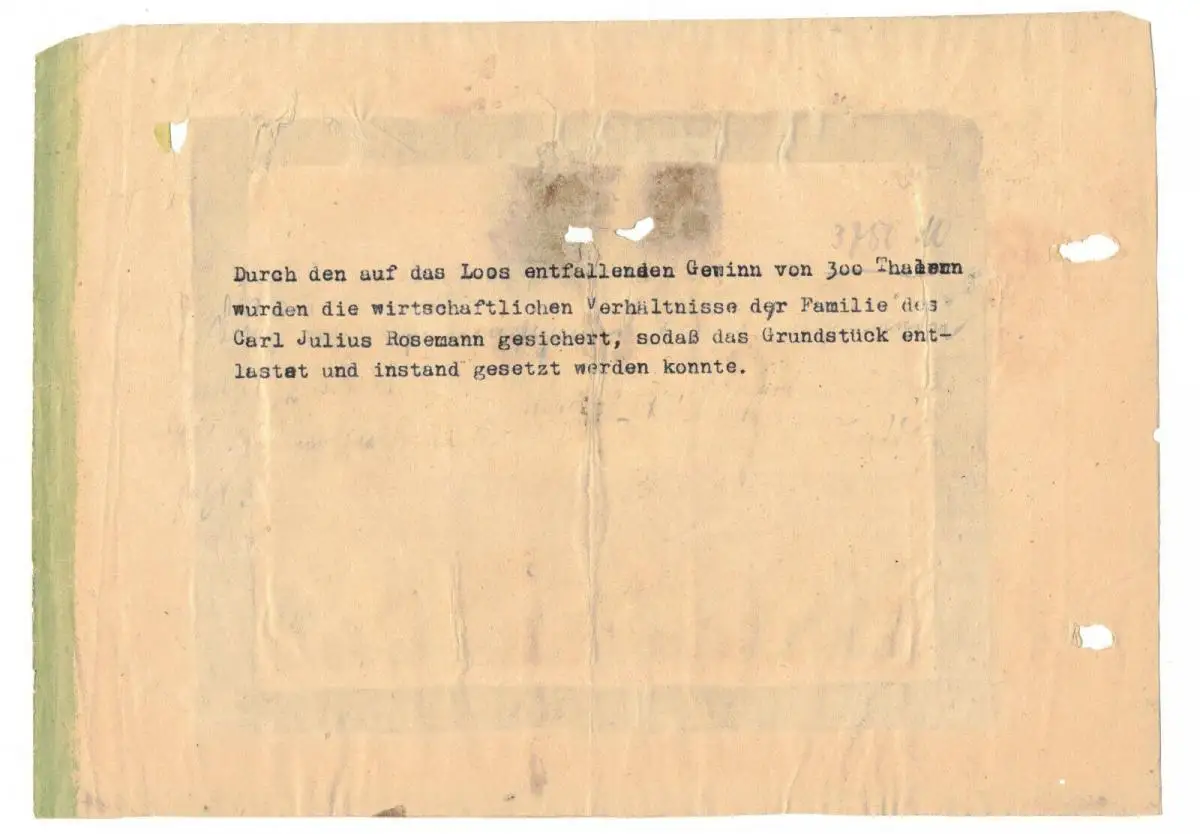 Durch den auf das Loos entfallenden Gewinn von 300 Thalern
wurden die wirtschaftlichen Verhältnisse der Familie des
Carl Julius Rosemann gesichert, sodaß das Grundstück ent-
lastet und instand gesetzt werden konnte.